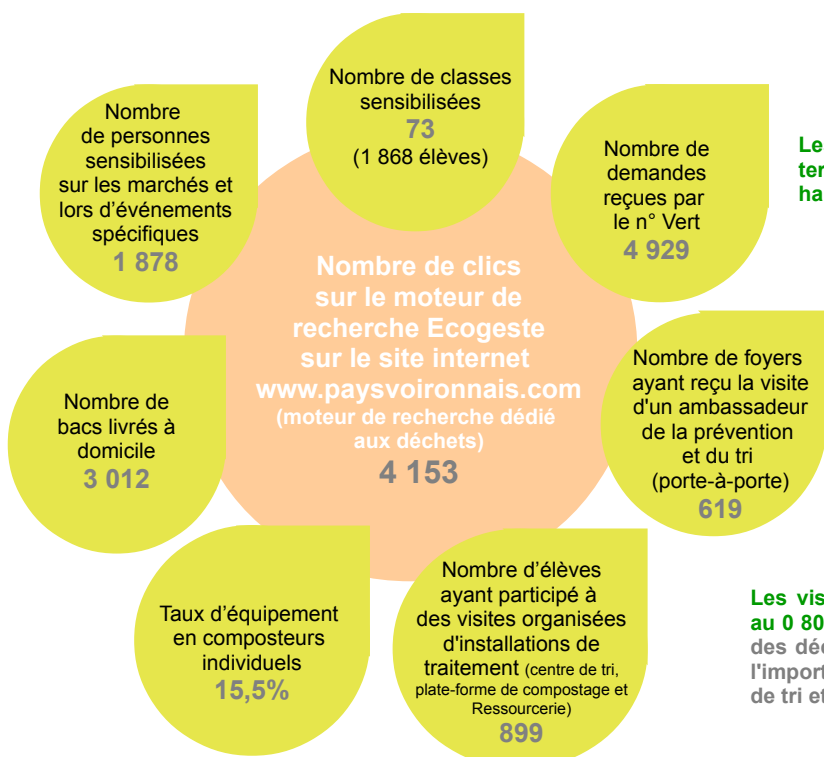 Nombre de classes
sensibilisées
73
(1 868 élèves)
Nombre
de personnes
sensibilisées
sur les marchés et
lors d'événements
spécifiques
1 878
Nombre de
demandes
reçues par
le n° Vert
4 929
Nombre de clics
sur le moteur de
recherche Ecogeste
sur le site internet
www.paysvoironnais.com
(moteur de recherche dédié
aux déchets)
4 153
Nombre de foyers
ayant reçu la visite
d'un ambassadeur
de la prévention
et du tri
(porte-à-porte)
619
Nombre de
bacs livrés à
domicile
3 012
Taux d'équipement
en composteurs
individuels
15,5%
Nombre d'élèves
ayant participé à
des visites organisées
d'installations de
traitement (centre de tri,
plate-forme de compostage et
Ressourcerie)
899
Les vis
au 0 80
des
de tri et